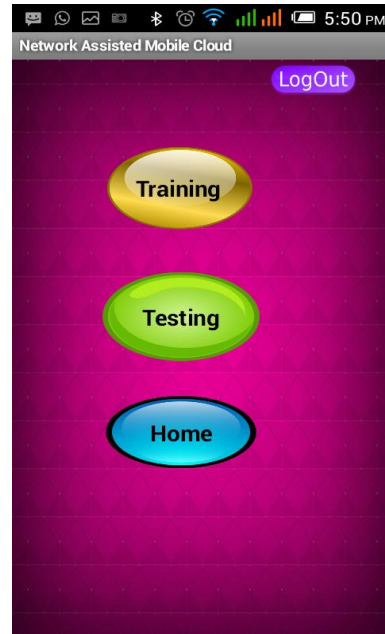 5:50 PM
Network Assisted Mobile Cloud
LogOut
Training
Testing
Home